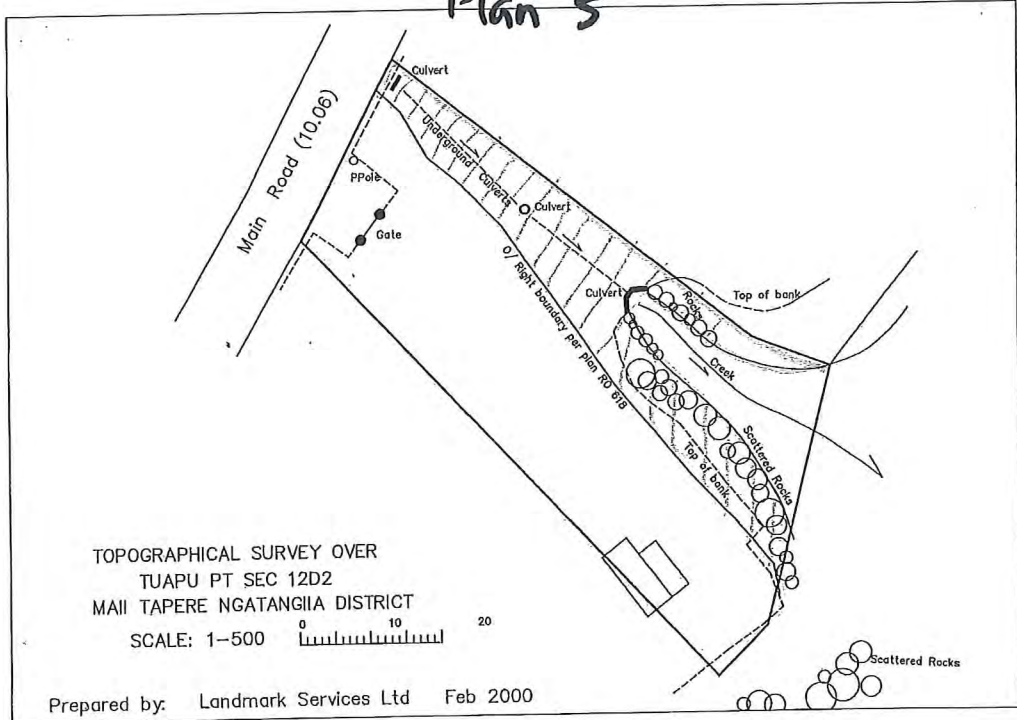 Plan 5
Culvert
Main Road (10.06)
Underground Culverts
PPole
Culvert
Gate
O/ Right boundary per plan RO 618
Culvert
Rocks
Top of bank
Creek
Scattered Rocks
Top of bank
TOPOGRAPHICAL SURVEY OVER
TUAPU PT SEC 12D2
MAII TAPERE NGATANGIIA DISTRICT
SCALE: 1-500
0 10 20
Scattered Rocks
Prepared by: Landmark Services Ltd Feb 2000